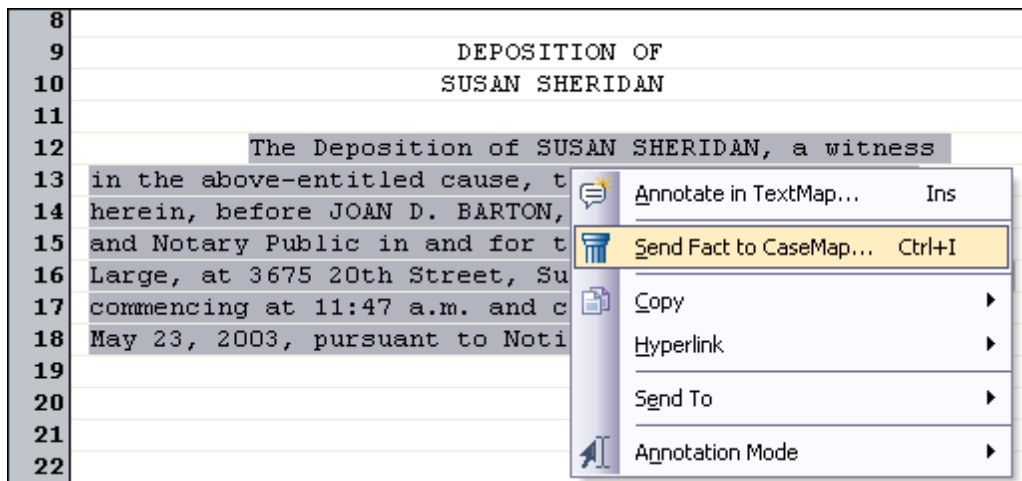 8
9 DEPOSITION OF
10 SUSAN SHERIDAN
11
12 The Deposition of SUSAN SHERIDAN, a witness
13 in the above-entitled cause, t
14 herein, before JOAN D. BARTON,
15 and Notary Public in and for t
16 Large, at 3675 20th Street, Su
17 commencing at 11:47 a.m. and c
18 May 23, 2003, pursuant to Noti
19
20
21
22
Annotate in TextMap... Ins
Send Fact to CaseMap... Ctrl+I
Copy
Hyperlink
Send To
Annotation Mode